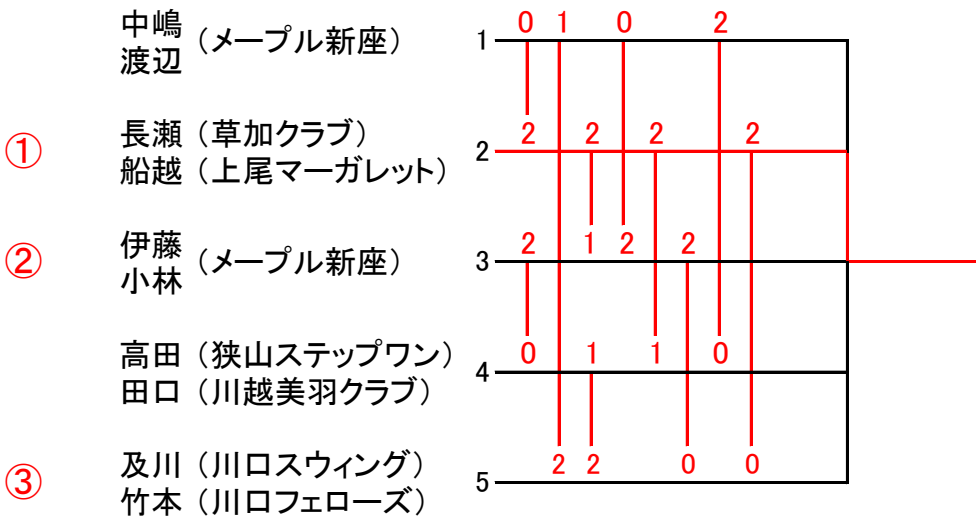 0 1 0 2
中嶋
渡辺
（メープル新座）
1
2 2 2 2
①
長瀬（草加クラブ）
船越（上尾マーガレット）
2
2 1 2 2
②
伊藤
小林
（メープル新座）
3
0 1 1 0
高田（狭山ステップワン）
田口（川越美羽クラブ）
4
2 2 0 0
③
及川（川口スウィング）
竹本（川口フェローズ）
5